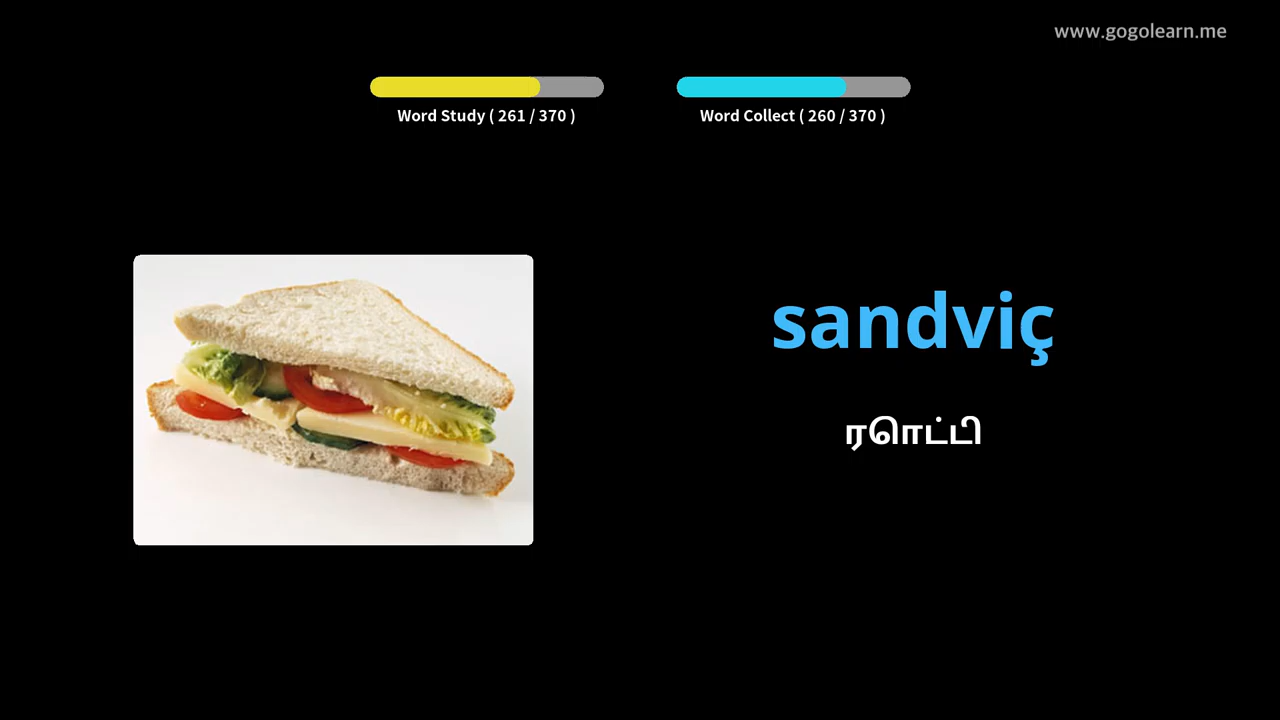 www.gogolearn.me
Word Study ( 261 / 370 )
Word Collect ( 260 / 370 )
sandviç
ரொட்டி